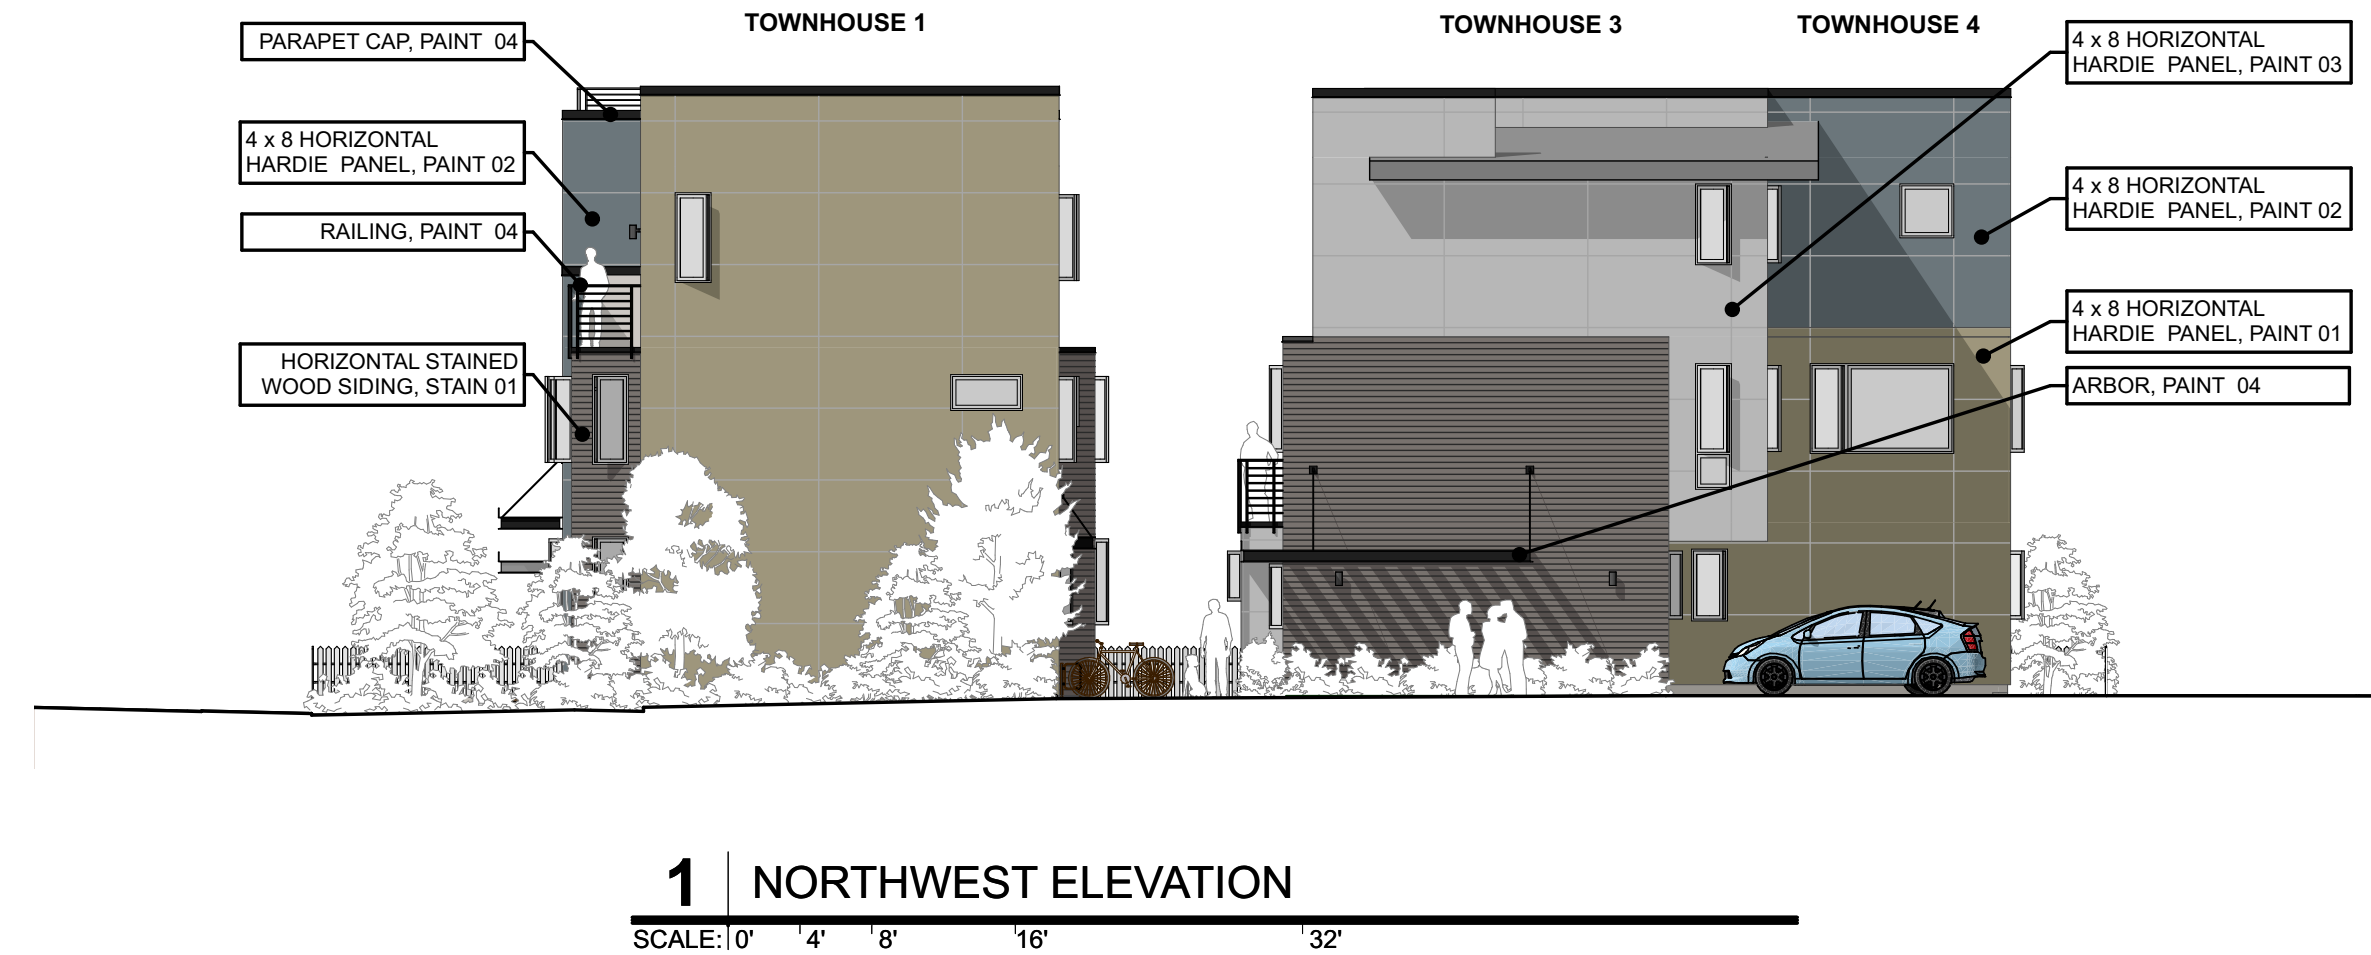 TOWNHOUSE 1
TOWNHOUSE 3
TOWNHOUSE 4
PARAPET CAP, PAINT 04
4 x 8 HORIZONTAL
HARDIE PANEL, PAINT 02
RAILING, PAINT 04
HORIZONTAL STAINED
WOOD SIDING, STAIN 01
4 x 8 HORIZONTAL
HARDIE PANEL, PAINT 03
4 x 8 HORIZONTAL
HARDIE PANEL, PAINT 02
4 x 8 HORIZONTAL
HARDIE PANEL, PAINT 01
ARBOR, PAINT 04
1 NORTHWEST ELEVATION
SCALE: 0' 4' 8' 16' 32'